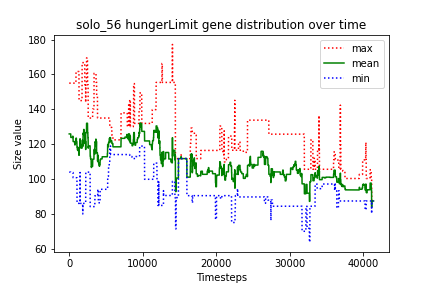 solo_56 hungerLimit gene distribution over time
max
mean
min
Size value
180
160
140
120
100
80
60
0
10000
20000
30000
40000
Timesteps